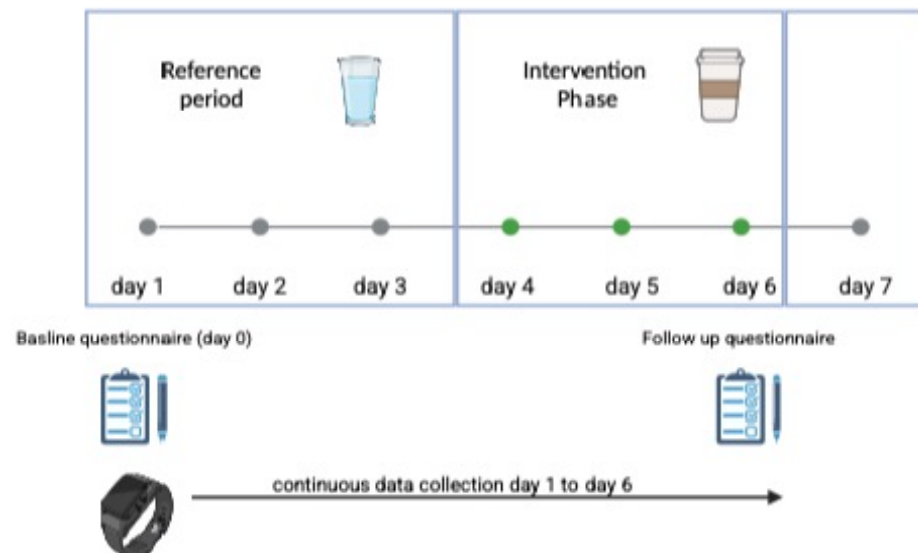 Reference
period
Intervention
Phase
day 1
day 2
day 3
day 4
day 5
day 6
day 7
Basline questionnaire (day 0)
Follow up questionnaire
continuous data collection day 1 to day 6